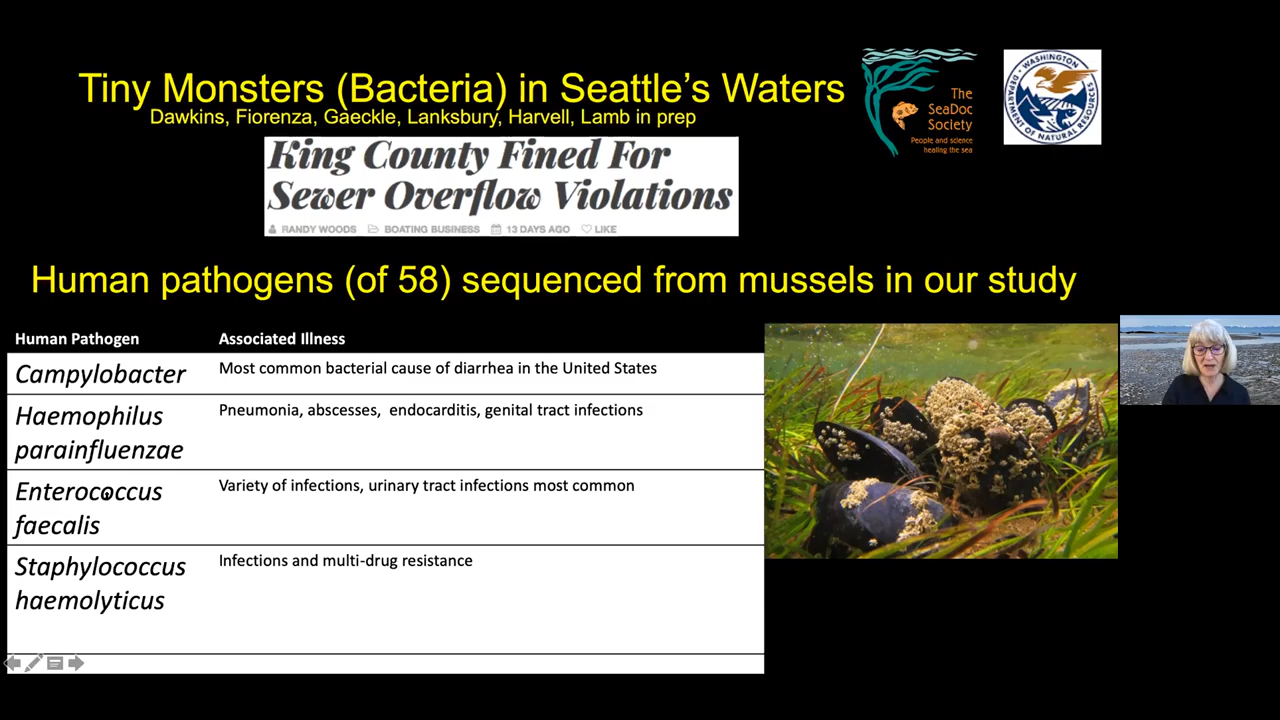 Tiny Monsters (Bacteria) in Seattle's Waters
Dawkins, Fiorenza, Gaeckle, Lanksbury, Harvell, Lamb in prep
The
SeaDoc
Society
People and science
healing the sea
WASHINGTON
DEPARTMENT OF NATURAL RESOURCES
King County Fined For
Sewer Overflow Violations
RANDY WOODS BOATING BUSINESS 13 DAYS AGO LIKE
Human pathogens (of 58) sequenced from mussels in our study
Human Pathogen Associated Illness
Campylobacter Most common bacterial cause of diarrhea in the United States
Haemophilus Pneumonia, abscesses, endocarditis, genital tract infections
parainfluenzae
Enterococcus Variety of infections, urinary tract infections most common
faecalis
Staphylococcus Infections and multi-drug resistance
haemolyticus